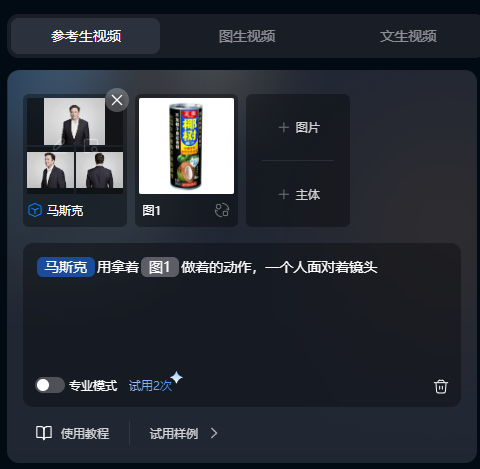 参考生视频 图生视频 文生视频
椰树
马斯克
图1
图片
主体
马斯克 用拿着 图1 做着的动作，一个人面对着镜头
专业模式 试用2次
使用教程 试用样例